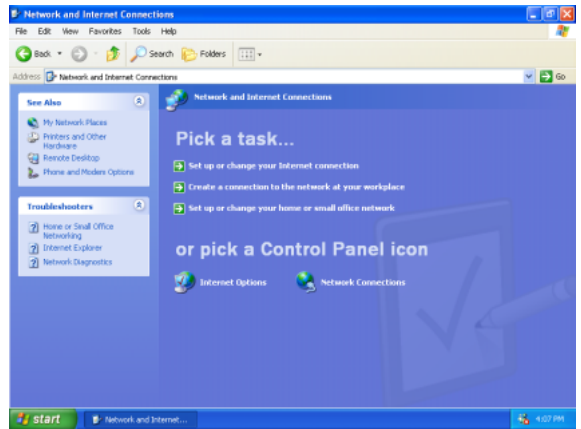 Network and Internet Connections
File Edit View Favorites Tools Help
Back Search Folders
Address Network and Internet Connections Go
See Also
My Network Places
Printers and Other
Hardware
Remote Desktop
Phone and Modem Options
Troubleshooters
Home or Small Office
Networking
Internet Explorer
Network Diagnostics
Network and Internet Connections
Pick a task...
Set up or change your Internet connection
Create a connection to the network at your workplace
Set up or change your home or small office network
or pick a Control Panel icon
Internet Options Network Connections
start Network and Internet... 4:07 PM